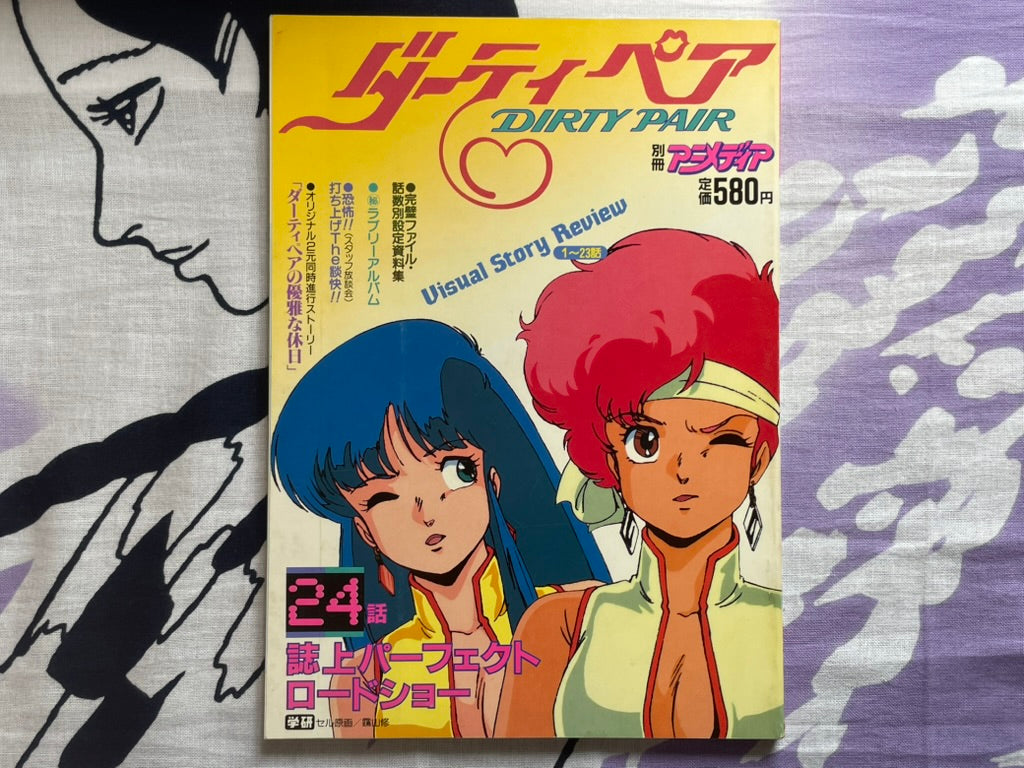 ダーティペア
DIRTY PAIR
別冊アニメディア
定価580円
●完璧ファイル・
話数別設定資料集
●㊙ラブリーアルバム
●恐怖!!(スタッフ放談会)
打ち上げThe談快!!
●オリジナル2元同時進行ストーリー
「ダーティペアの優雅な休日」
Visual Story Review
1〜23話
24話
誌上パーフェクト
ロードショー
学研 セル原画/